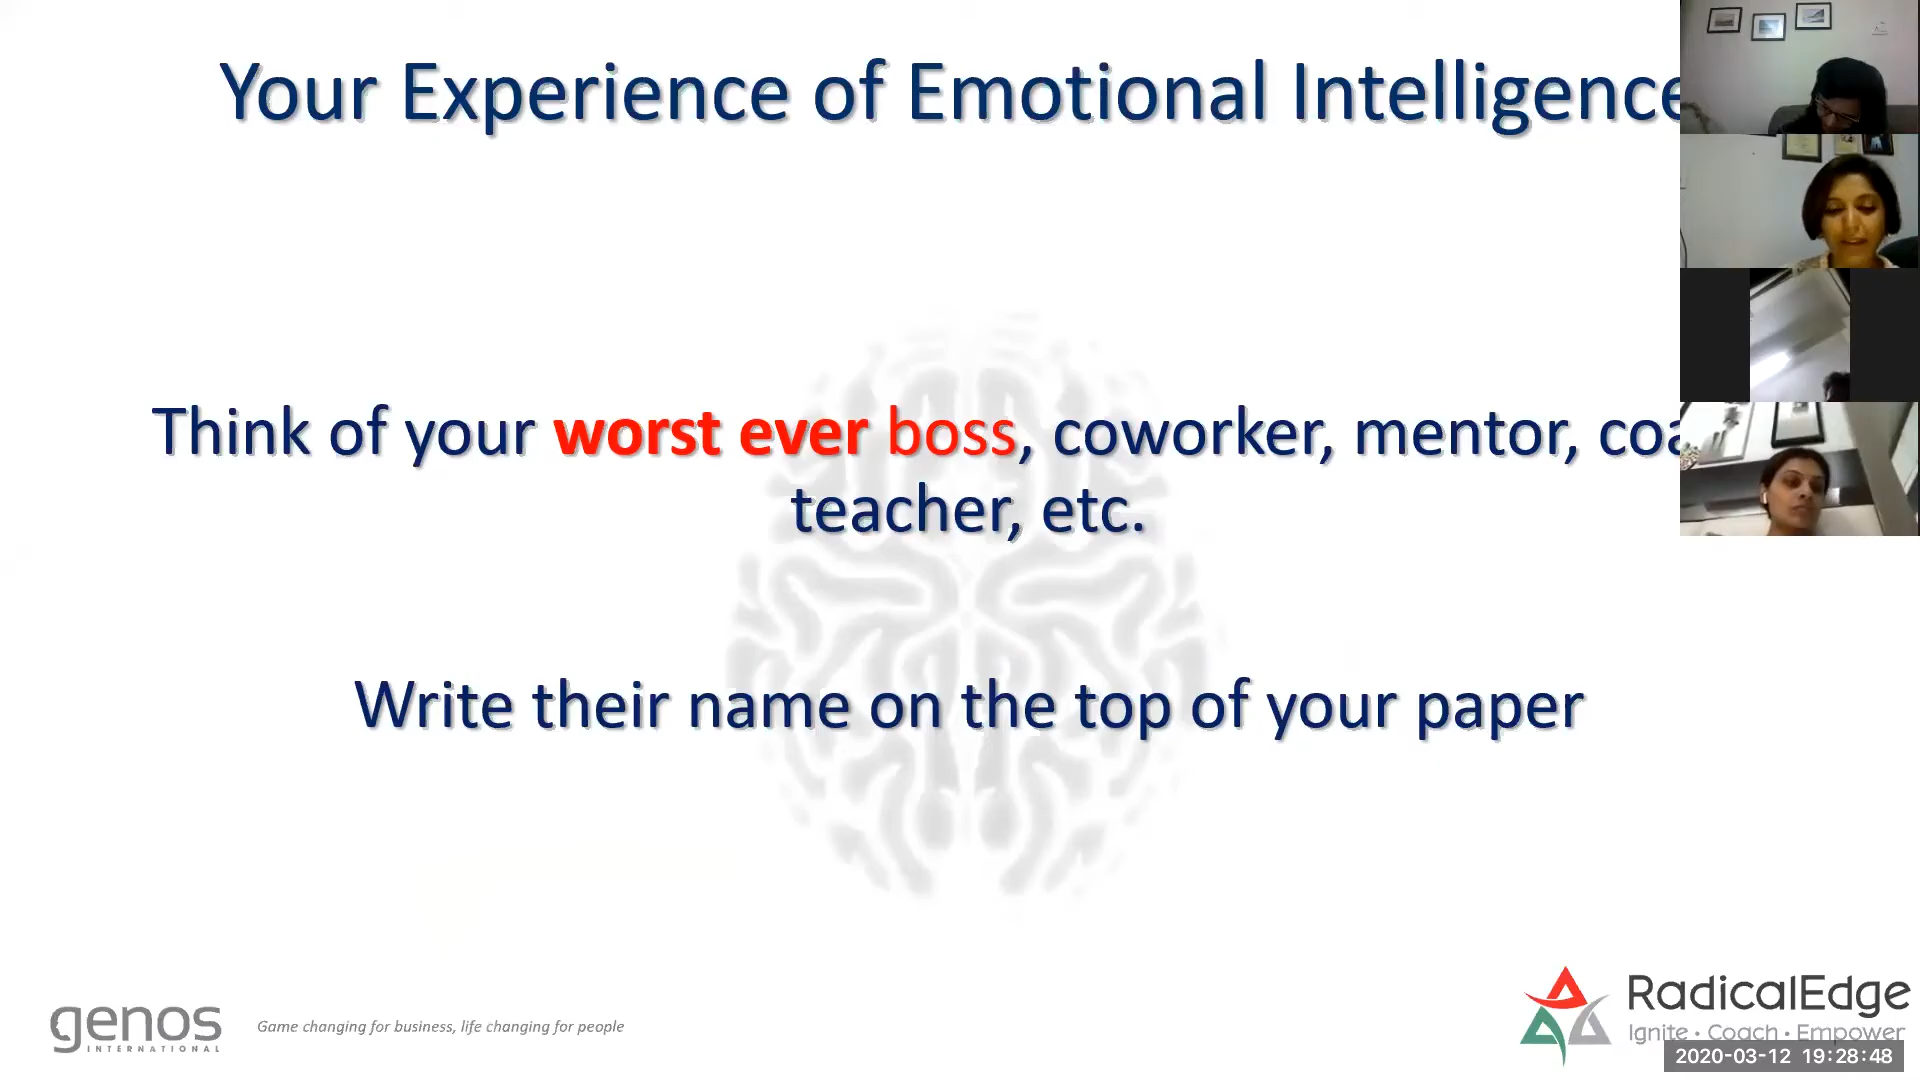 Your Experience of Emotional Intelligence
Think of your worst ever boss, coworker, mentor, coa
teacher, etc.
Write their name on the top of your paper
genos
INTERNATIONAL
Game changing for business, life changing for people
RadicalEdge
Ignite • Coach • Empower
2020-03-12 19:28:48